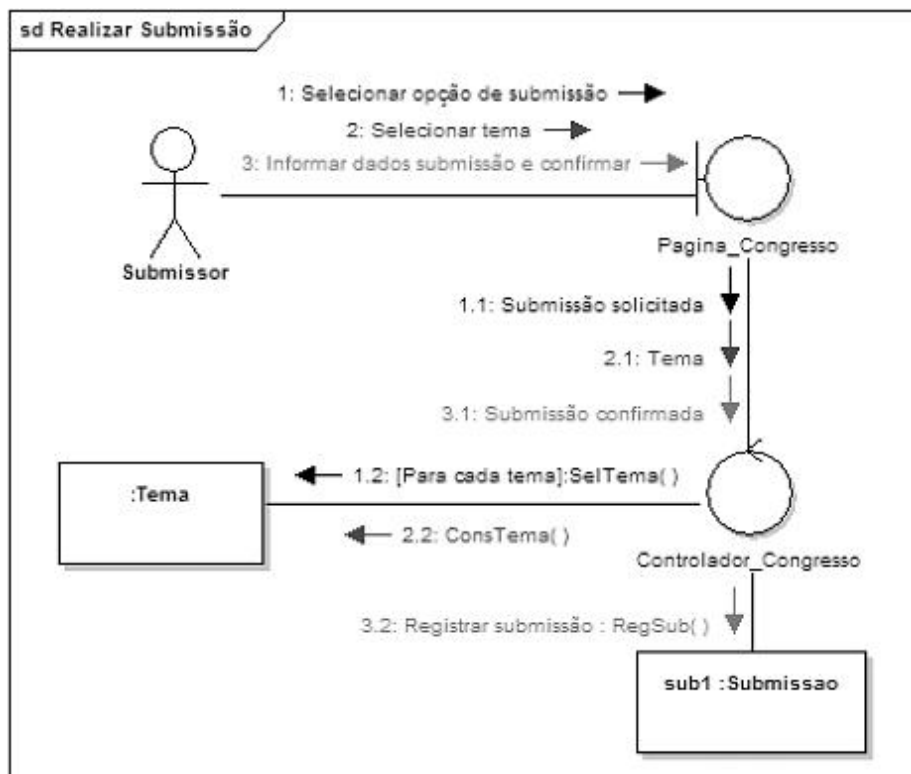 sd Realizar Submissão
1: Selecionar opção de submissão
2: Selecionar tema
3: Informar dados submissão e confirmar
Submissor
Pagina_Congresso
1.1: Submissão solicitada
2.1: Tema
3.1: Submissão confirmada
:Tema
1.2: [Para cada tema]:SelTema( )
2.2: ConsTema( )
Controlador_Congresso
3.2: Registrar submissão : RegSub( )
sub1 :Submissao